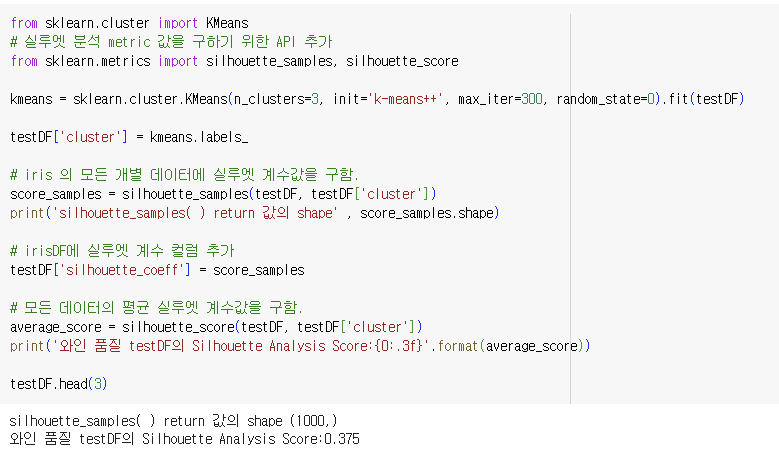 from sklearn.cluster import KMeans
# 실루엣 분석 metric 값을 구하기 위한 API 추가
from sklearn.metrics import silhouette_samples, silhouette_score
kmeans = sklearn.cluster.KMeans(n_clusters=3, init='k-means++', max_iter=300, random_state=0).fit(testDF)
testDF['cluster'] = kmeans.labels_
# iris 의 모든 개별 데이터에 실루엣 계수값을 구함.
score_samples = silhouette_samples(testDF, testDF['cluster'])
print('silhouette_samples( ) return 값의 shape' , score_samples.shape)
# irisDF에 실루엣 계수 컬럼 추가
testDF['silhouette_coeff'] = score_samples
# 모든 데이터의 평균 실루엣 계수값을 구함.
average_score = silhouette_score(testDF, testDF['cluster'])
print('와인 품질 testDF의 Silhouette Analysis Score:{0:.3f}'.format(average_score))
testDF.head(3)
silhouette_samples( ) return 값의 shape (1000,)
와인 품질 testDF의 Silhouette Analysis Score:0.375